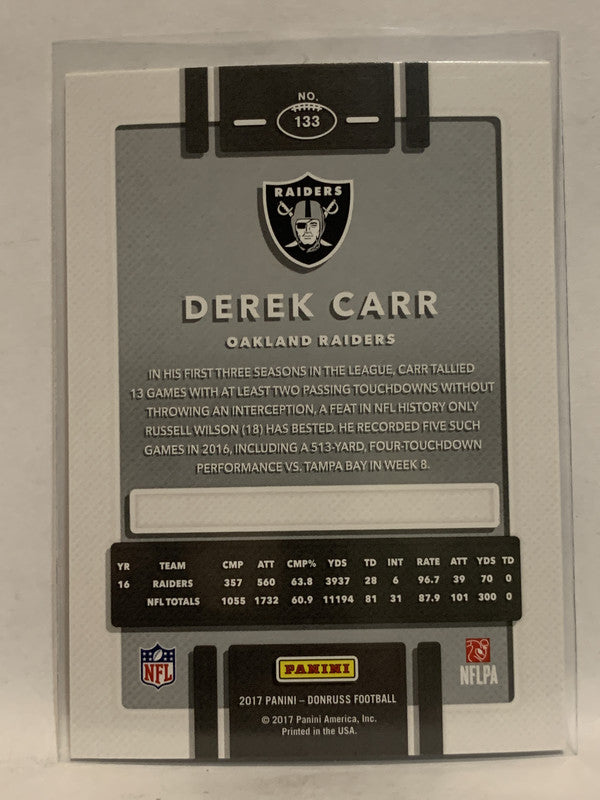 NO.
133
RAIDERS
DEREK CARR
OAKLAND RAIDERS
IN HIS FIRST THREE SEASONS IN THE LEAGUE, CARR TALLIED
13 GAMES WITH AT LEAST TWO PASSING TOUCHDOWNS WITHOUT
THROWING AN INTERCEPTION, A FEAT IN NFL HISTORY ONLY
RUSSELL WILSON (18) HAS BESTED. HE RECORDED FIVE SUCH
GAMES IN 2016, INCLUDING A 513-YARD, FOUR-TOUCHDOWN
PERFORMANCE VS. TAMPA BAY IN WEEK 8.
YR TEAM CMP ATT CMP% YDS TD INT RATE ATT YDS TD
16 RAIDERS 357 560 63.8 3937 28 6 96.7 39 70 0
NFL TOTALS 1055 1732 60.9 11194 81 31 87.9 101 300 0
NFL
PANINI
NFLPA
2017 PANINI – DONRUSS FOOTBALL
© 2017 Panini America, Inc.
Printed in the USA.